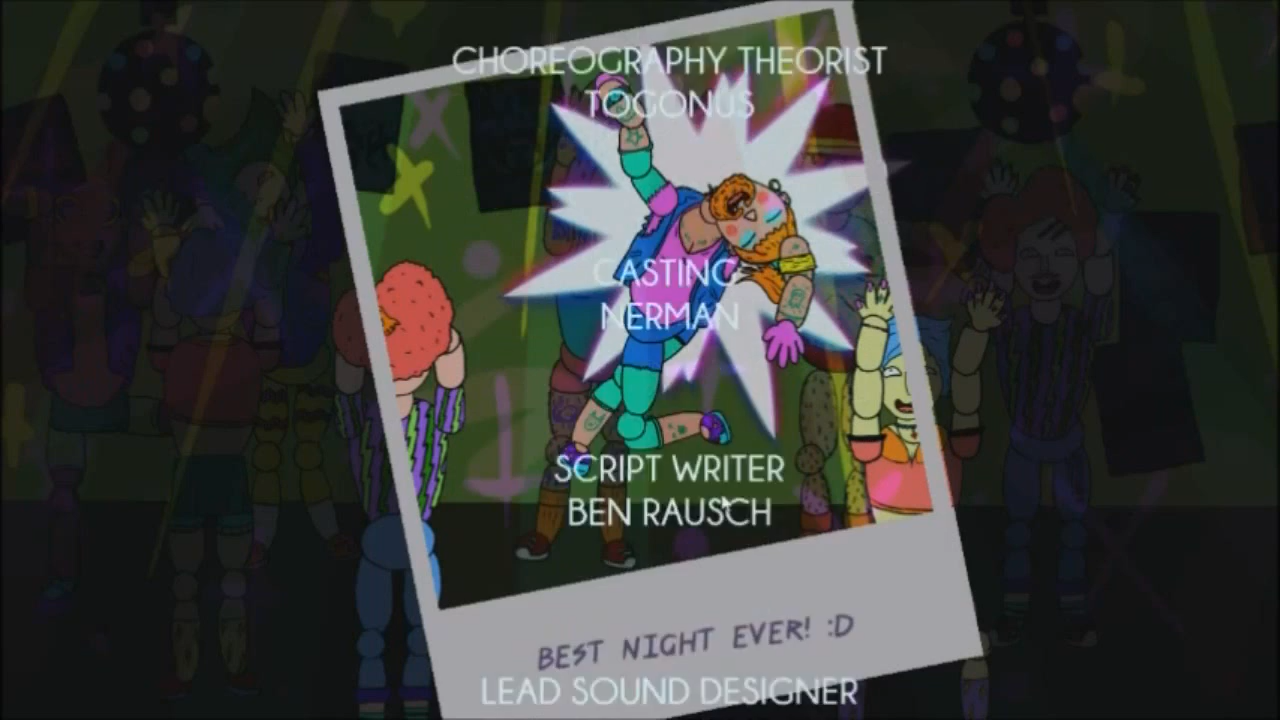 CHOREOGRAPHY THEORIST
TOGONUS
CASTING
NERMAN
SCRIPT WRITER
BEN RAUSCH
BEST NIGHT EVER! :D
LEAD SOUND DESIGNER